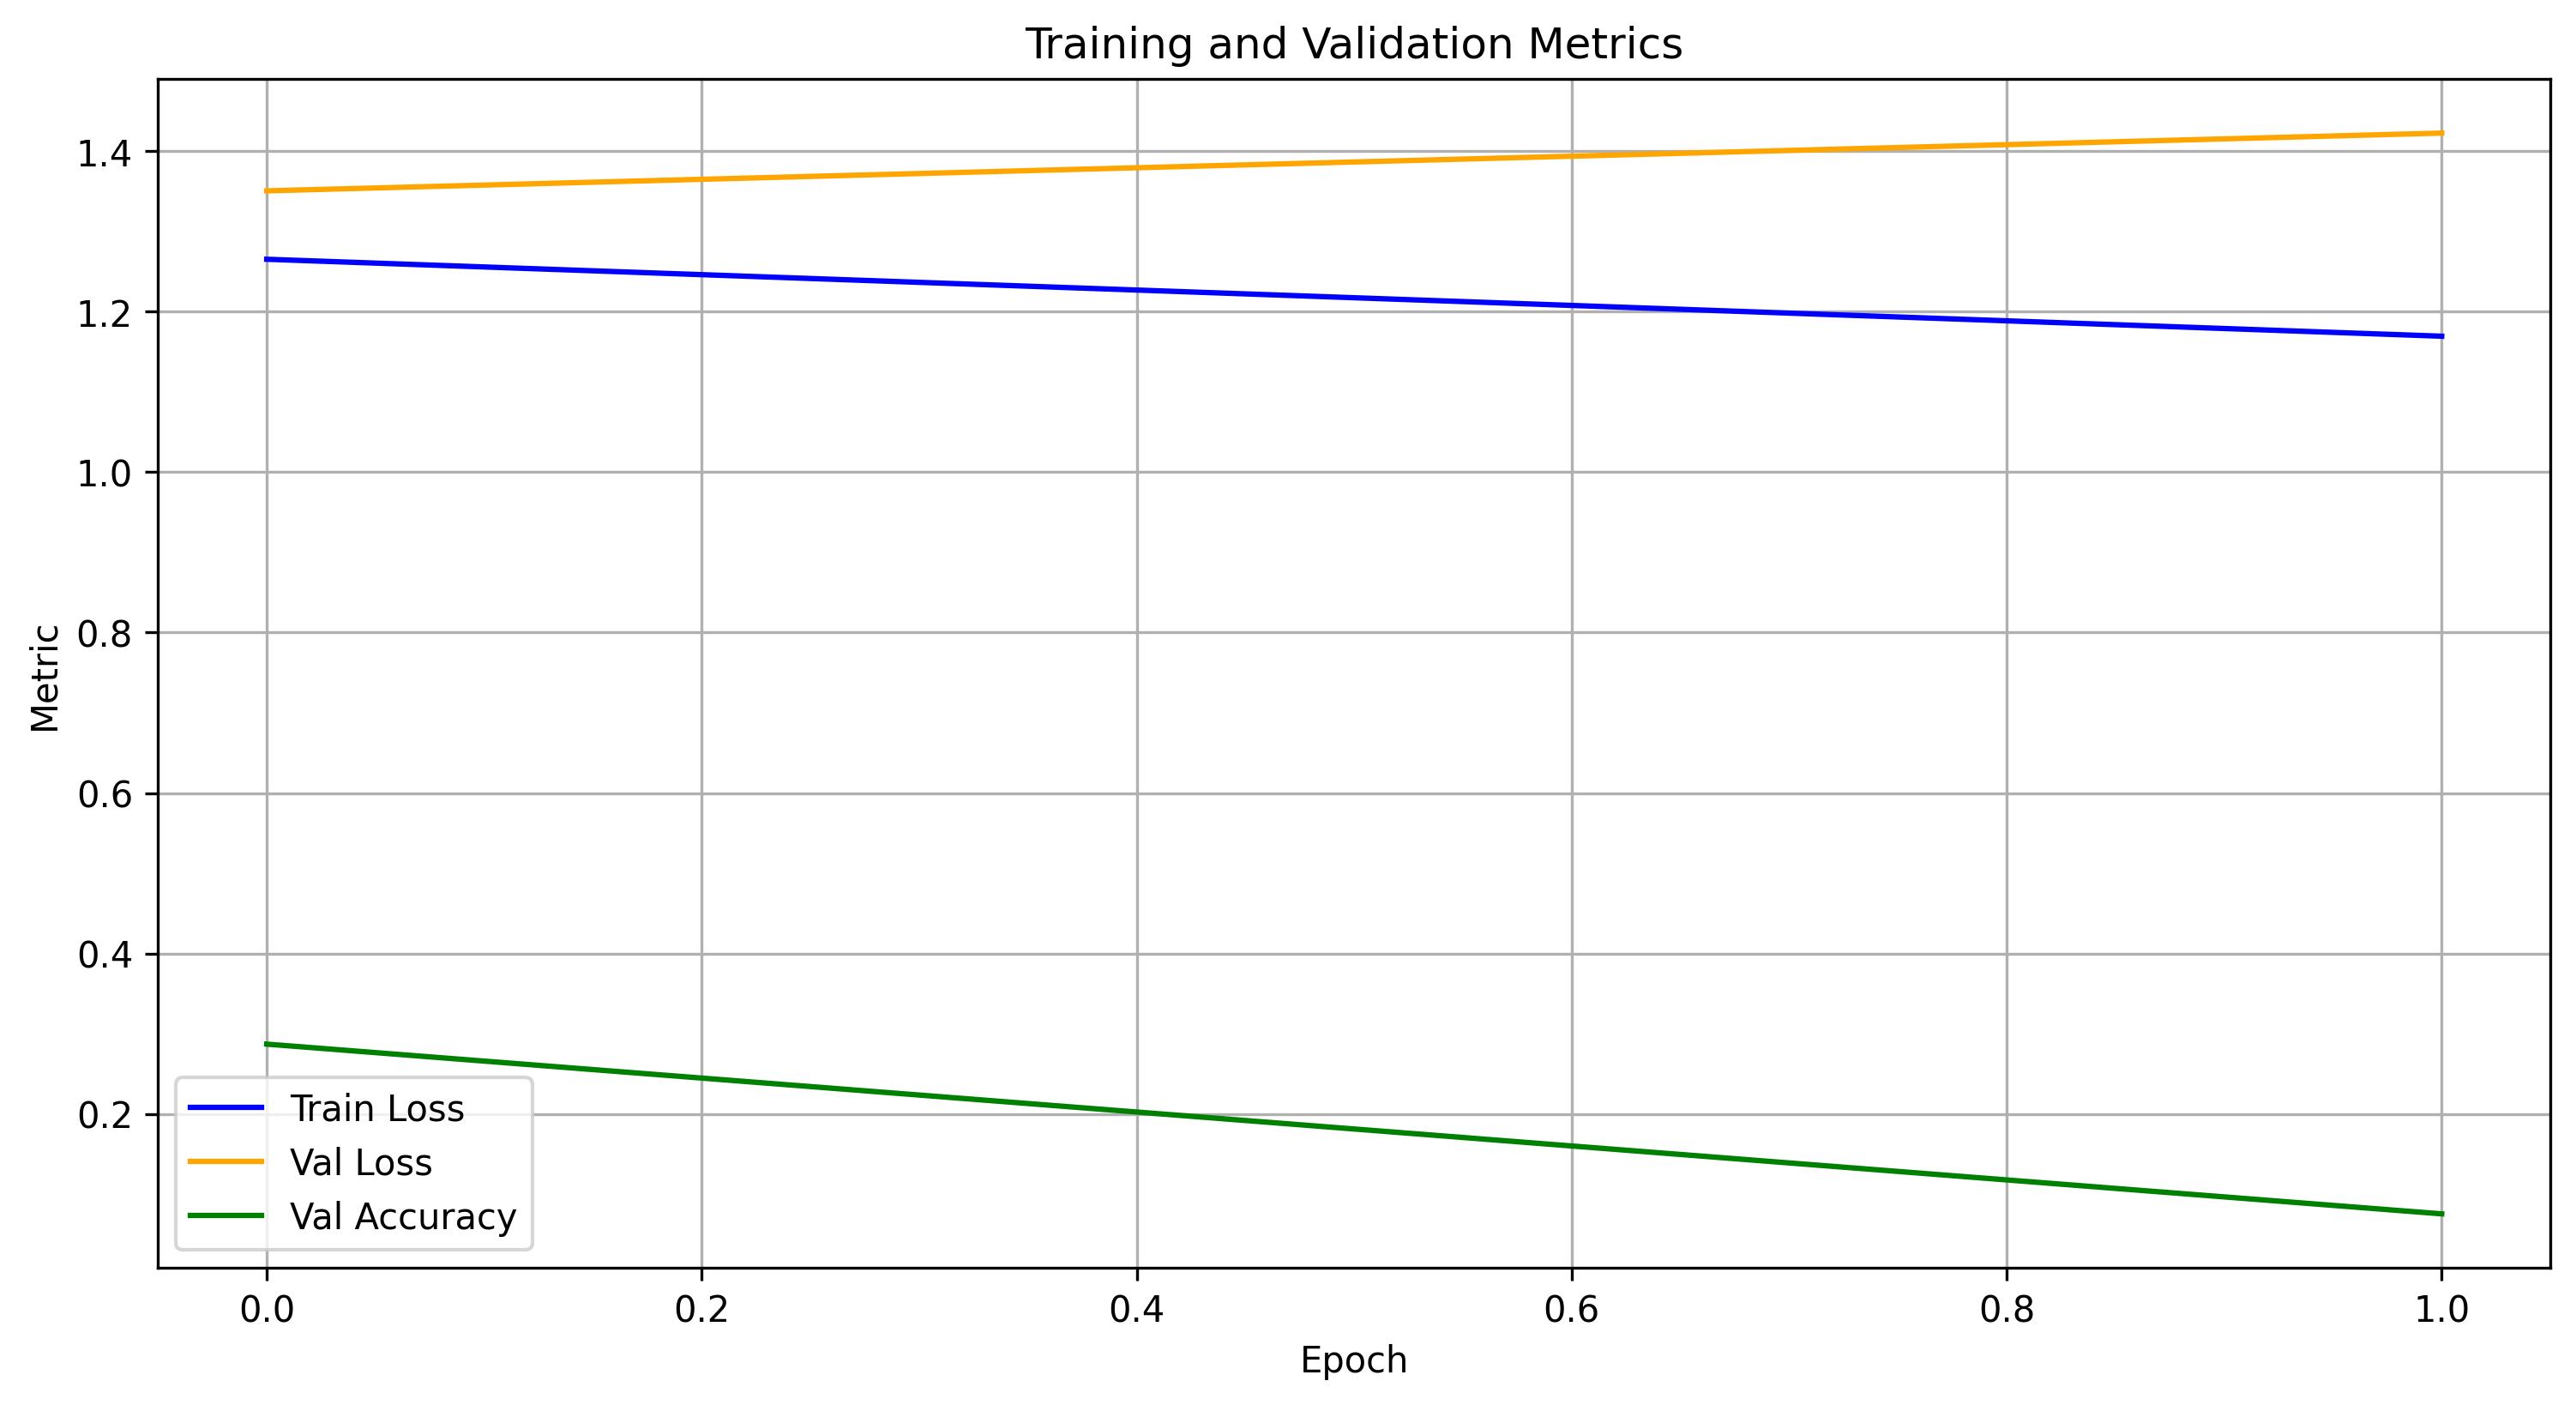 Training and Validation Metrics
Metric
1.4
1.2
1.0
0.8
0.6
0.4
0.2
Train Loss
Val Loss
Val Accuracy
0.0 0.2 0.4 0.6 0.8 1.0
Epoch